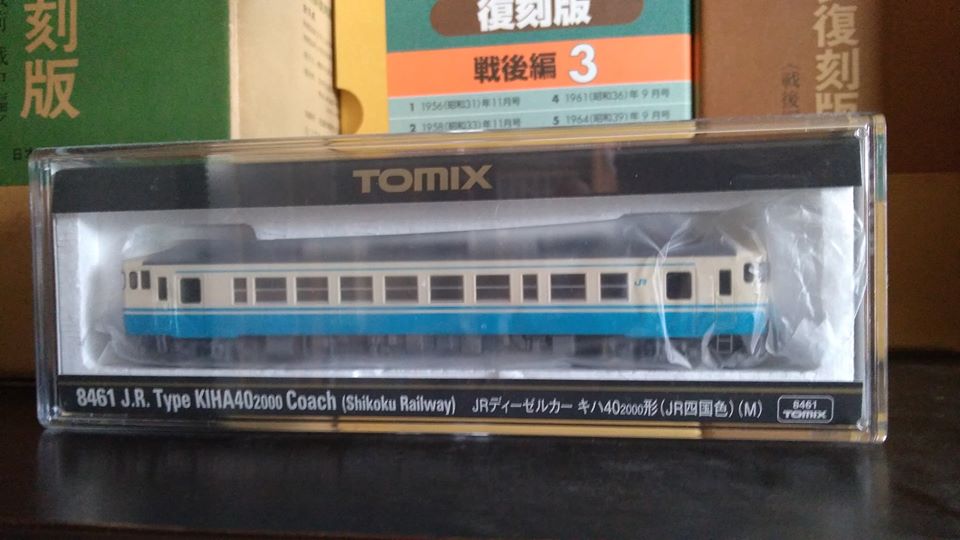 刻版
復刻版
戦後編 3
1 1956(昭和31)年11月号
4 1961(昭和36)年9月号
2 1958(昭和33)年11月号
5 1964(昭和39)年9月号
復刻版
〈戦後
TOMIX
JR
8461 J.R. Type KIHA402000 Coach (Shikoku Railway)
JRディーゼルカー キハ402000形(JR四国色)(M)
8461
TOMIX